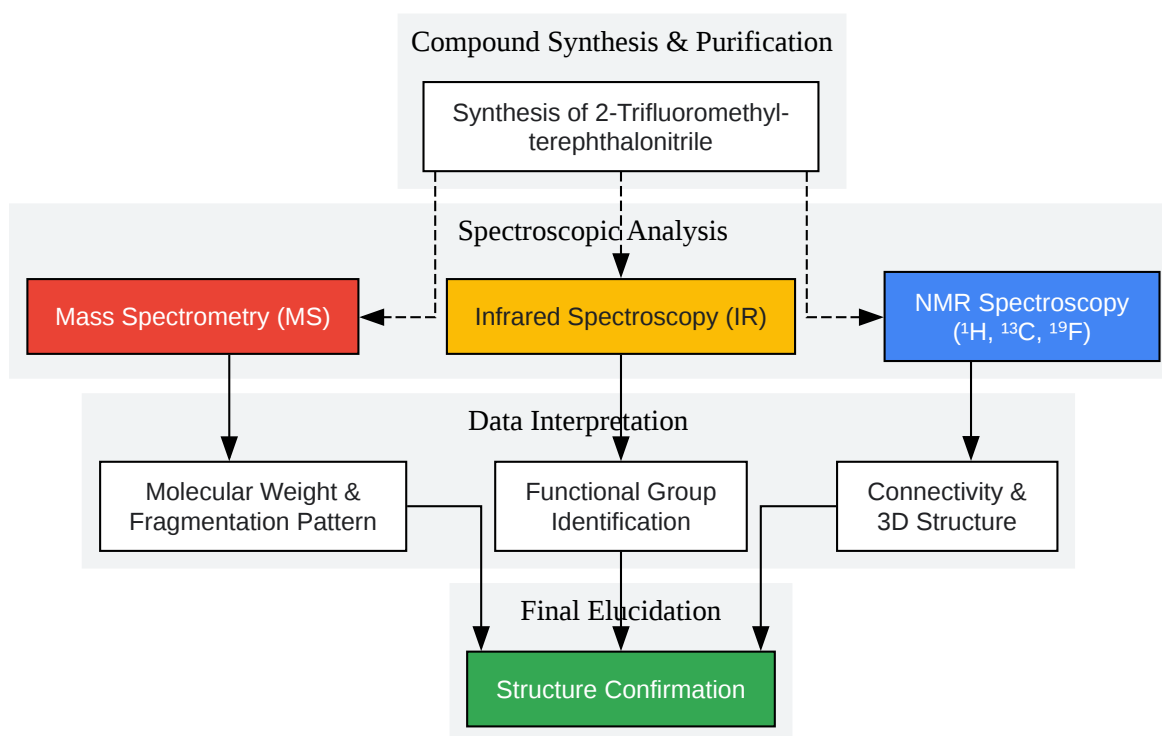 Compound Synthesis & Purification
Synthesis of 2-Trifluoromethyl-
terephthalonitrile
Spectroscopic Analysis
Mass Spectrometry (MS)
Infrared Spectroscopy (IR)
NMR Spectroscopy
(¹H, ¹³C, ¹⁹F)
Data Interpretation
Molecular Weight &
Fragmentation Pattern
Functional Group
Identification
Connectivity &
3D Structure
Final Elucidation
Structure Confirmation